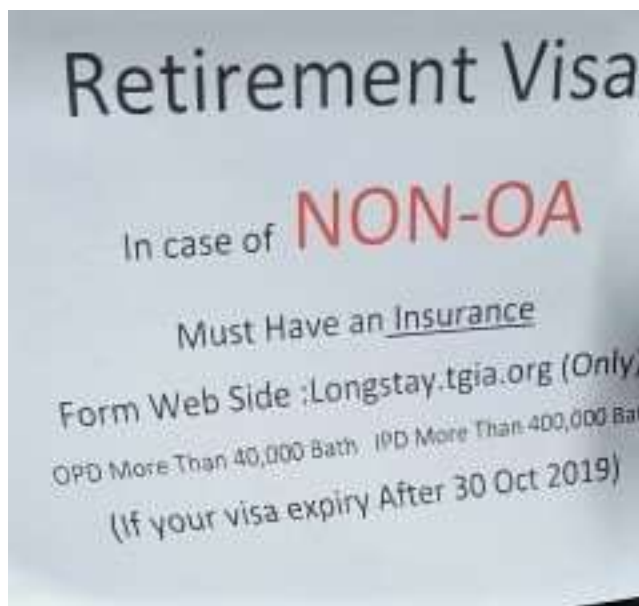 Retirement Visa
In case of NON-OA
Must Have an Insurance
Form Web Side :Longstay.tgia.org (Only)
OPD More Than 40,000 Bath IPD More Than 400,000 Bat
(If your visa expiry After 30 Oct 2019)